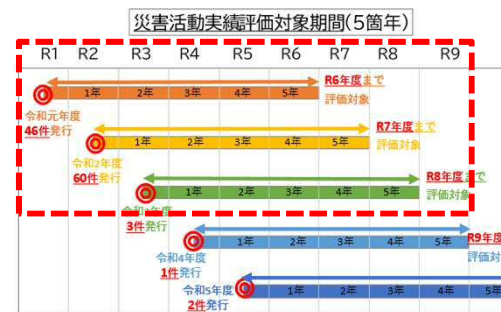 災害活動実績評価対象期間(5箇年)
R1 R2 R3 R4 R5 R6 R7 R8 R9
1年 2年 3年 4年 5年
R6年度まで
評価対象
令和元年度
46件発行
1年 2年 3年 4年 5年
R7年度まで
評価対象
令和2年度
60件発行
1年 2年 3年 4年 5年
R8年度まで
評価対象
年度
3件発行
1年 2年 3年 4年 5年
R9年度
評価対
令和4年度
1件発行
1年 2年 3年 4年 5年
令和5年度
2件発行